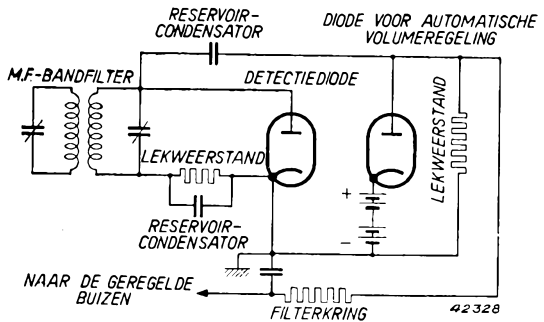 RESERVOIR-
CONDENSATOR
DIODE VOOR AUTOMATISCHE
VOLUMEREGELING
M.F.-BANDFILTER
DETECTIEDIODE
LEKWEERSTAND
LEKWEERSTAND
RESERVOIR-
CONDENSATOR
+
–
NAAR DE GEREGELDE
BUIZEN
FILTERKRING
42328